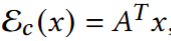 ℰ_c(x) = A^T x,